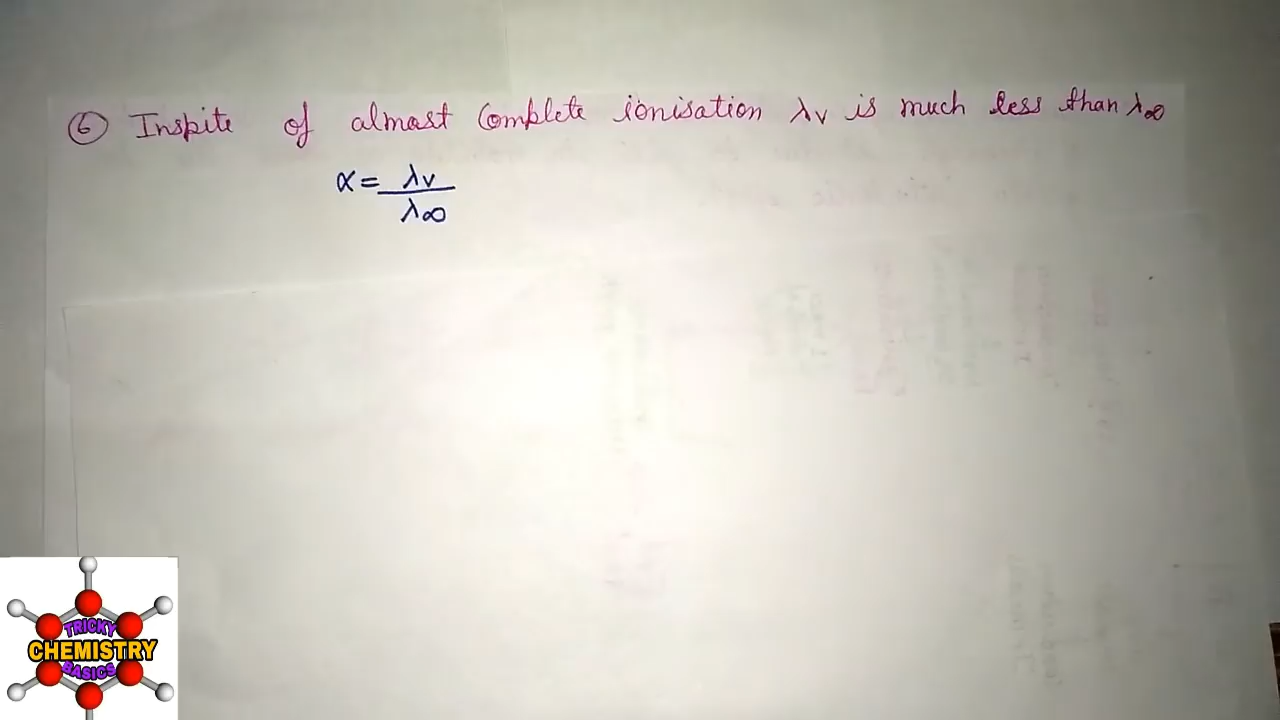 ⑥ Inspite of almost Complete ionisation λv is much less than λ∞
α = λv
λ∞
TRICKY
CHEMISTRY
BASICS